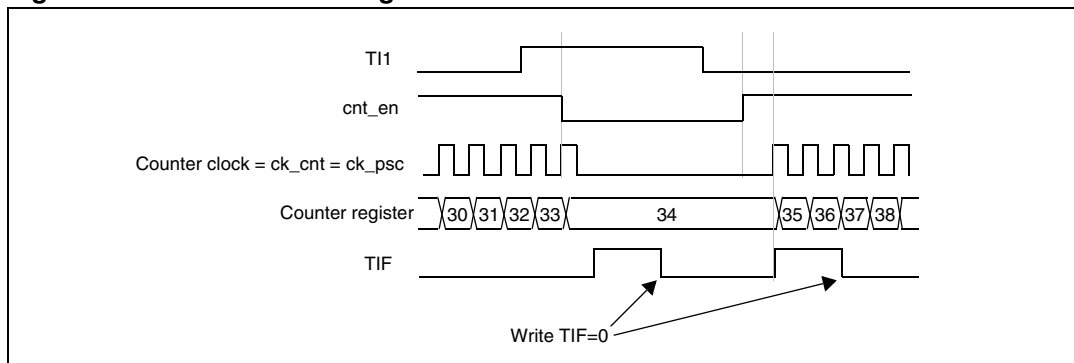 TI1
cnt_en
Counter clock = ck_cnt = ck_psc
Counter register 30 31 32 33 34 35 36 37 38
TIF
Write TIF=0